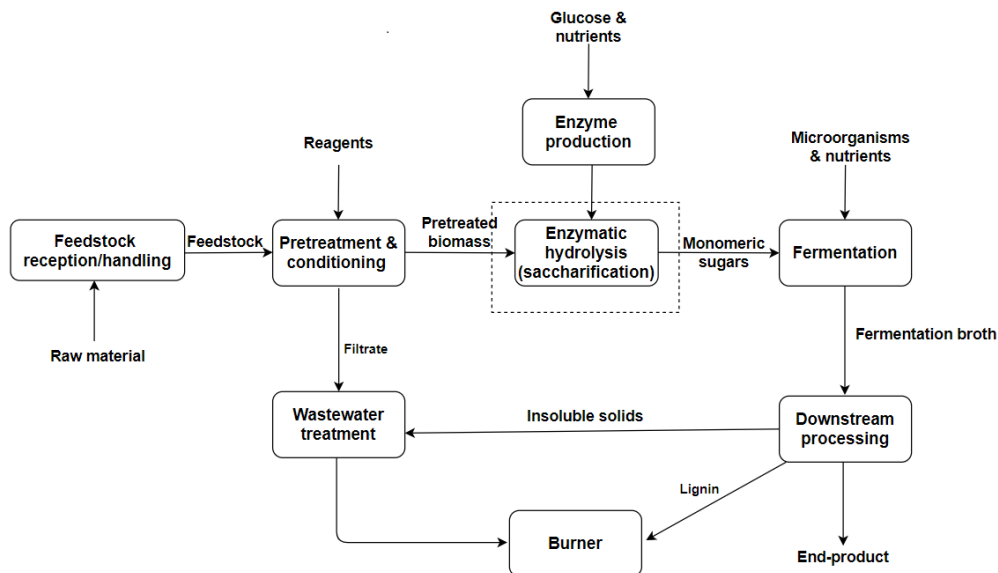 Glucose &
nutrients
Enzyme
production
Microorganisms
& nutrients
Reagents
Feedstock
reception/handling
Feedstock
Pretreatment &
conditioning
Pretreated
biomass
Enzymatic
hydrolysis
(saccharification)
Monomeric
sugars
Fermentation
Raw material
Filtrate
Fermentation broth
Wastewater
treatment
Insoluble solids
Downstream
processing
Lignin
Burner
End-product